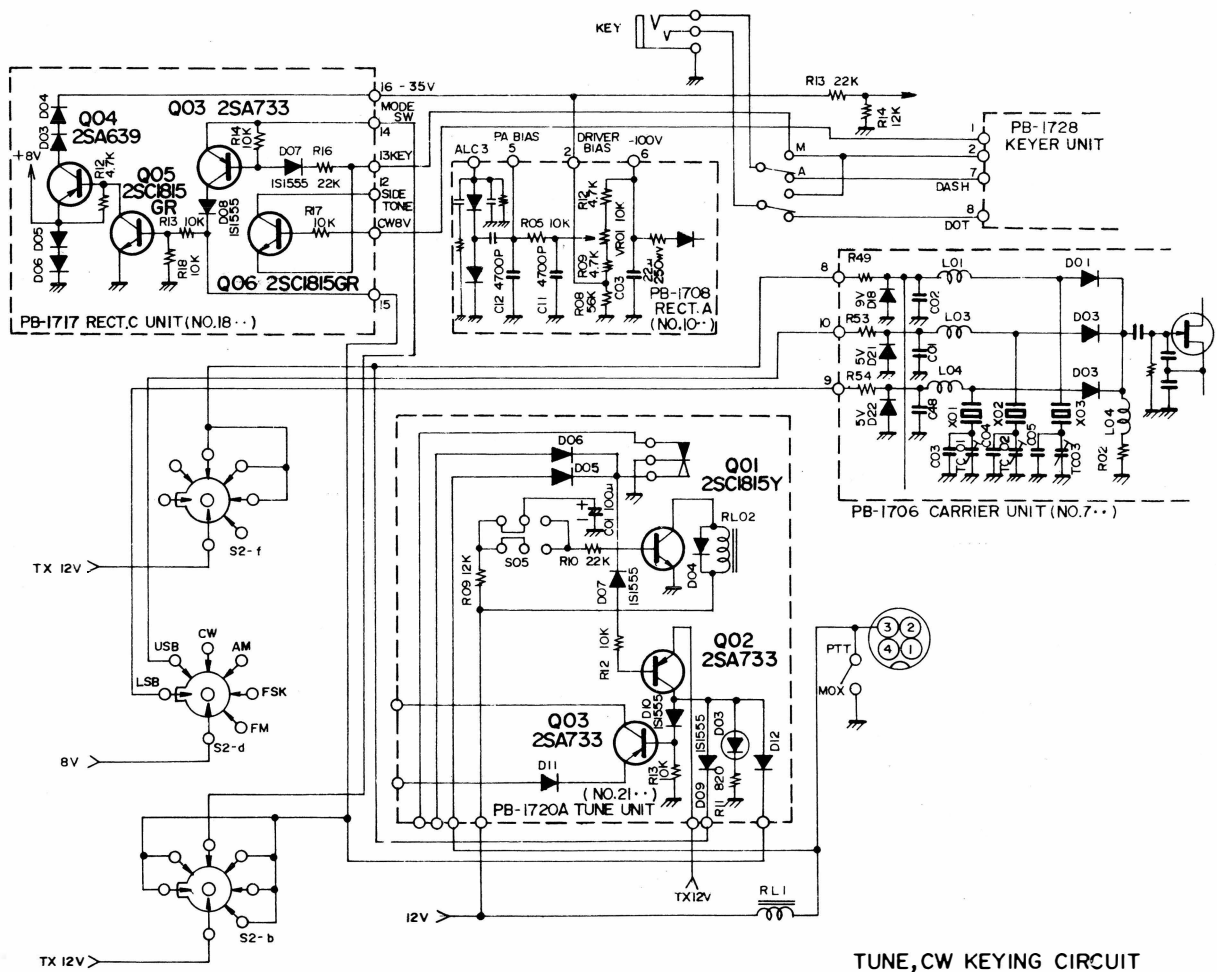 KEY
16 -35V
MODE
SW
14
Q03 2SA733
Q04
2SA639
D03 D04
R14
10K
D07
1S1555
R16
22K
13KEY
12
SIDE
TONE
CW8V
+8V
R12
4.7K
Q05
2SC1815
GR
D08
1S1555
R17
10K
R13 10K
R18
10K
D06 D05
Q06 2SC1815GR
15
PB-1717 RECT.C UNIT(NO.18··)
ALC 3
PA BIAS
5
DRIVER
BIAS
2
-100V
6
R12
4.7K
VR01 10K
R05 10K
C12 4700P
C11 4700P
R09
4.7K
R08
56K
C03
22µ
250WV
PB-1708
RECT. A
(NO.10··)
R13 22K
R14
12K
M
A
1
2
7
8
DASH
DOT
PB-1728
KEYER UNIT
8
R49
9V
D18
C02
L01
D01
10
R53
5V
D21
C01
L03
D03
9
R54
5V
D22
C48
L04
D03
X01
X02
X03
C03
TC01
C04
TC02
C05
TC03
L04
R02
PB-1706 CARRIER UNIT(NO.7··)
S2-f
TX 12V
USB
CW
AM
LSB
FSK
FM
S2-d
8V
S2-b
TX 12V
D06
D05
+
-
C01 100µ
Q01
2SC1815Y
RL02
D04
S05
R10 22K
R09 12K
D07
1S1555
R12 10K
Q02
2SA733
D10
1S1555
Q03
2SA733
D11
R13
10K
1S1555
D09
D03
R11 820
D12
(NO.21··)
PB-1720A TUNE UNIT
TX12V
12V
RL1
PTT
MOX
3
2
4
1
TUNE,CW KEYING CIRCUIT